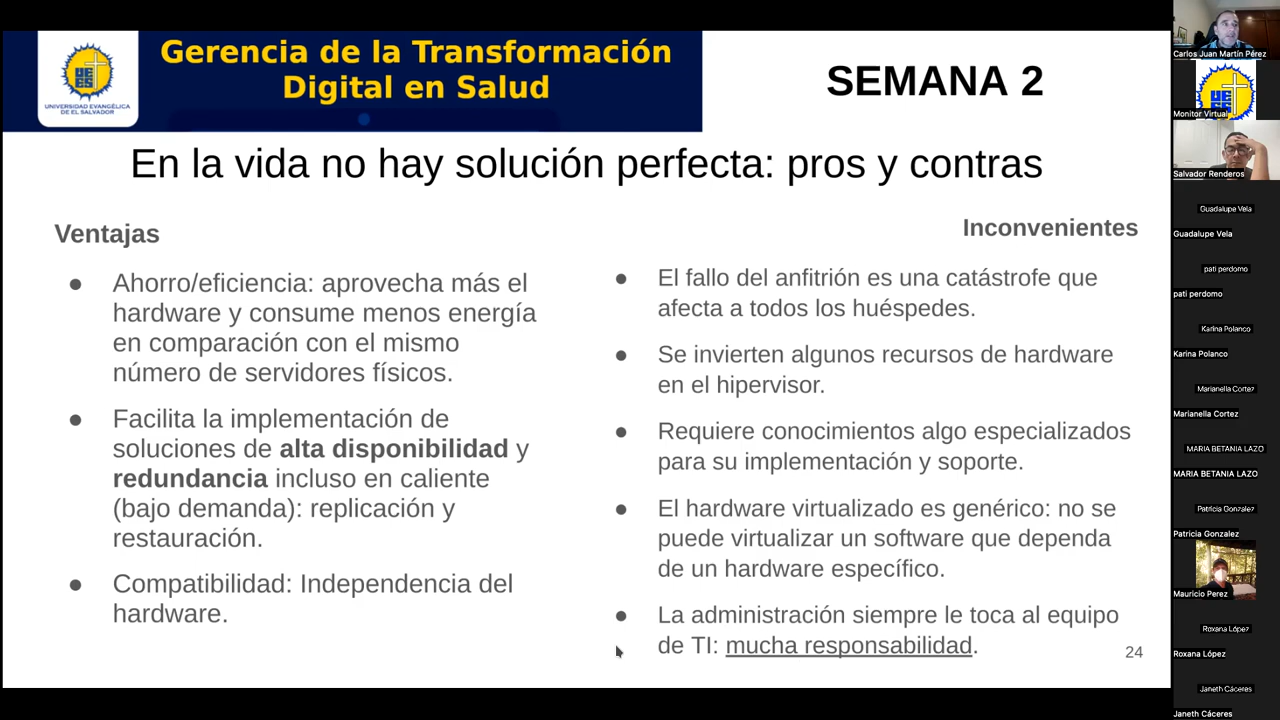 Gerencia de la Transformación
Digital en Salud
UNIVERSIDAD EVANGÉLICA
DE EL SALVADOR
SEMANA 2
En la vida no hay solución perfecta: pros y contras
Ventajas
● Ahorro/eficiencia: aprovecha más el
hardware y consume menos energía
en comparación con el mismo
número de servidores físicos.
● Facilita la implementación de
soluciones de alta disponibilidad y
redundancia incluso en caliente
(bajo demanda): replicación y
restauración.
● Compatibilidad: Independencia del
hardware.
Inconvenientes
● El fallo del anfitrión es una catástrofe que
afecta a todos los huéspedes.
● Se invierten algunos recursos de hardware
en el hipervisor.
● Requiere conocimientos algo especializados
para su implementación y soporte.
● El hardware virtualizado es genérico: no se
puede virtualizar un software que dependa
de un hardware específico.
● La administración siempre le toca al equipo
de TI: mucha responsabilidad.
24
Carlos Juan Martín Pérez
Monitor Virtual
Salvador Renderos
Guadalupe Vela
Guadalupe Vela
pati perdomo
pati perdomo
Karina Polanco
Karina Polanco
Marianella Cortez
Marianella Cortez
MARIA BETANIA LAZO
MARIA BETANIA LAZO
Patricia Gonzalez
Patricia Gonzalez
Mauricio Perez
Roxana López
Roxana López
Janeth Cáceres
Janeth Cáceres